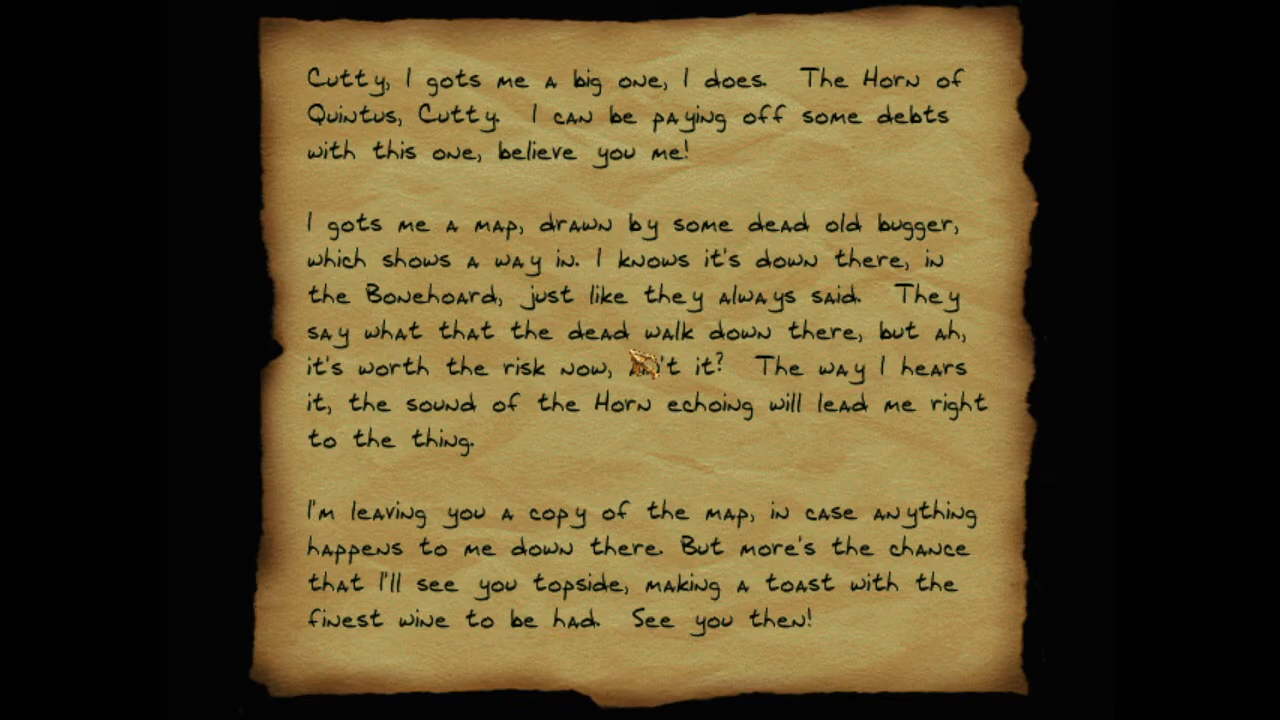 Cutty, I gots me a big one, I does. The Horn of
Quintus, Cutty. I can be paying off some debts
with this one, believe you me!
I gots me a map, drawn by some dead old bugger,
which shows a way in. I knows it's down there, in
the Bonehoard, just like they always said. They
say what that the dead walk down there, but ah,
it's worth the risk now, ain't it? The way I hears
it, the sound of the Horn echoing will lead me right
to the thing.
I'm leaving you a copy of the map, in case anything
happens to me down there. But more's the chance
that I'll see you topside, making a toast with the
finest wine to be had. See you then!